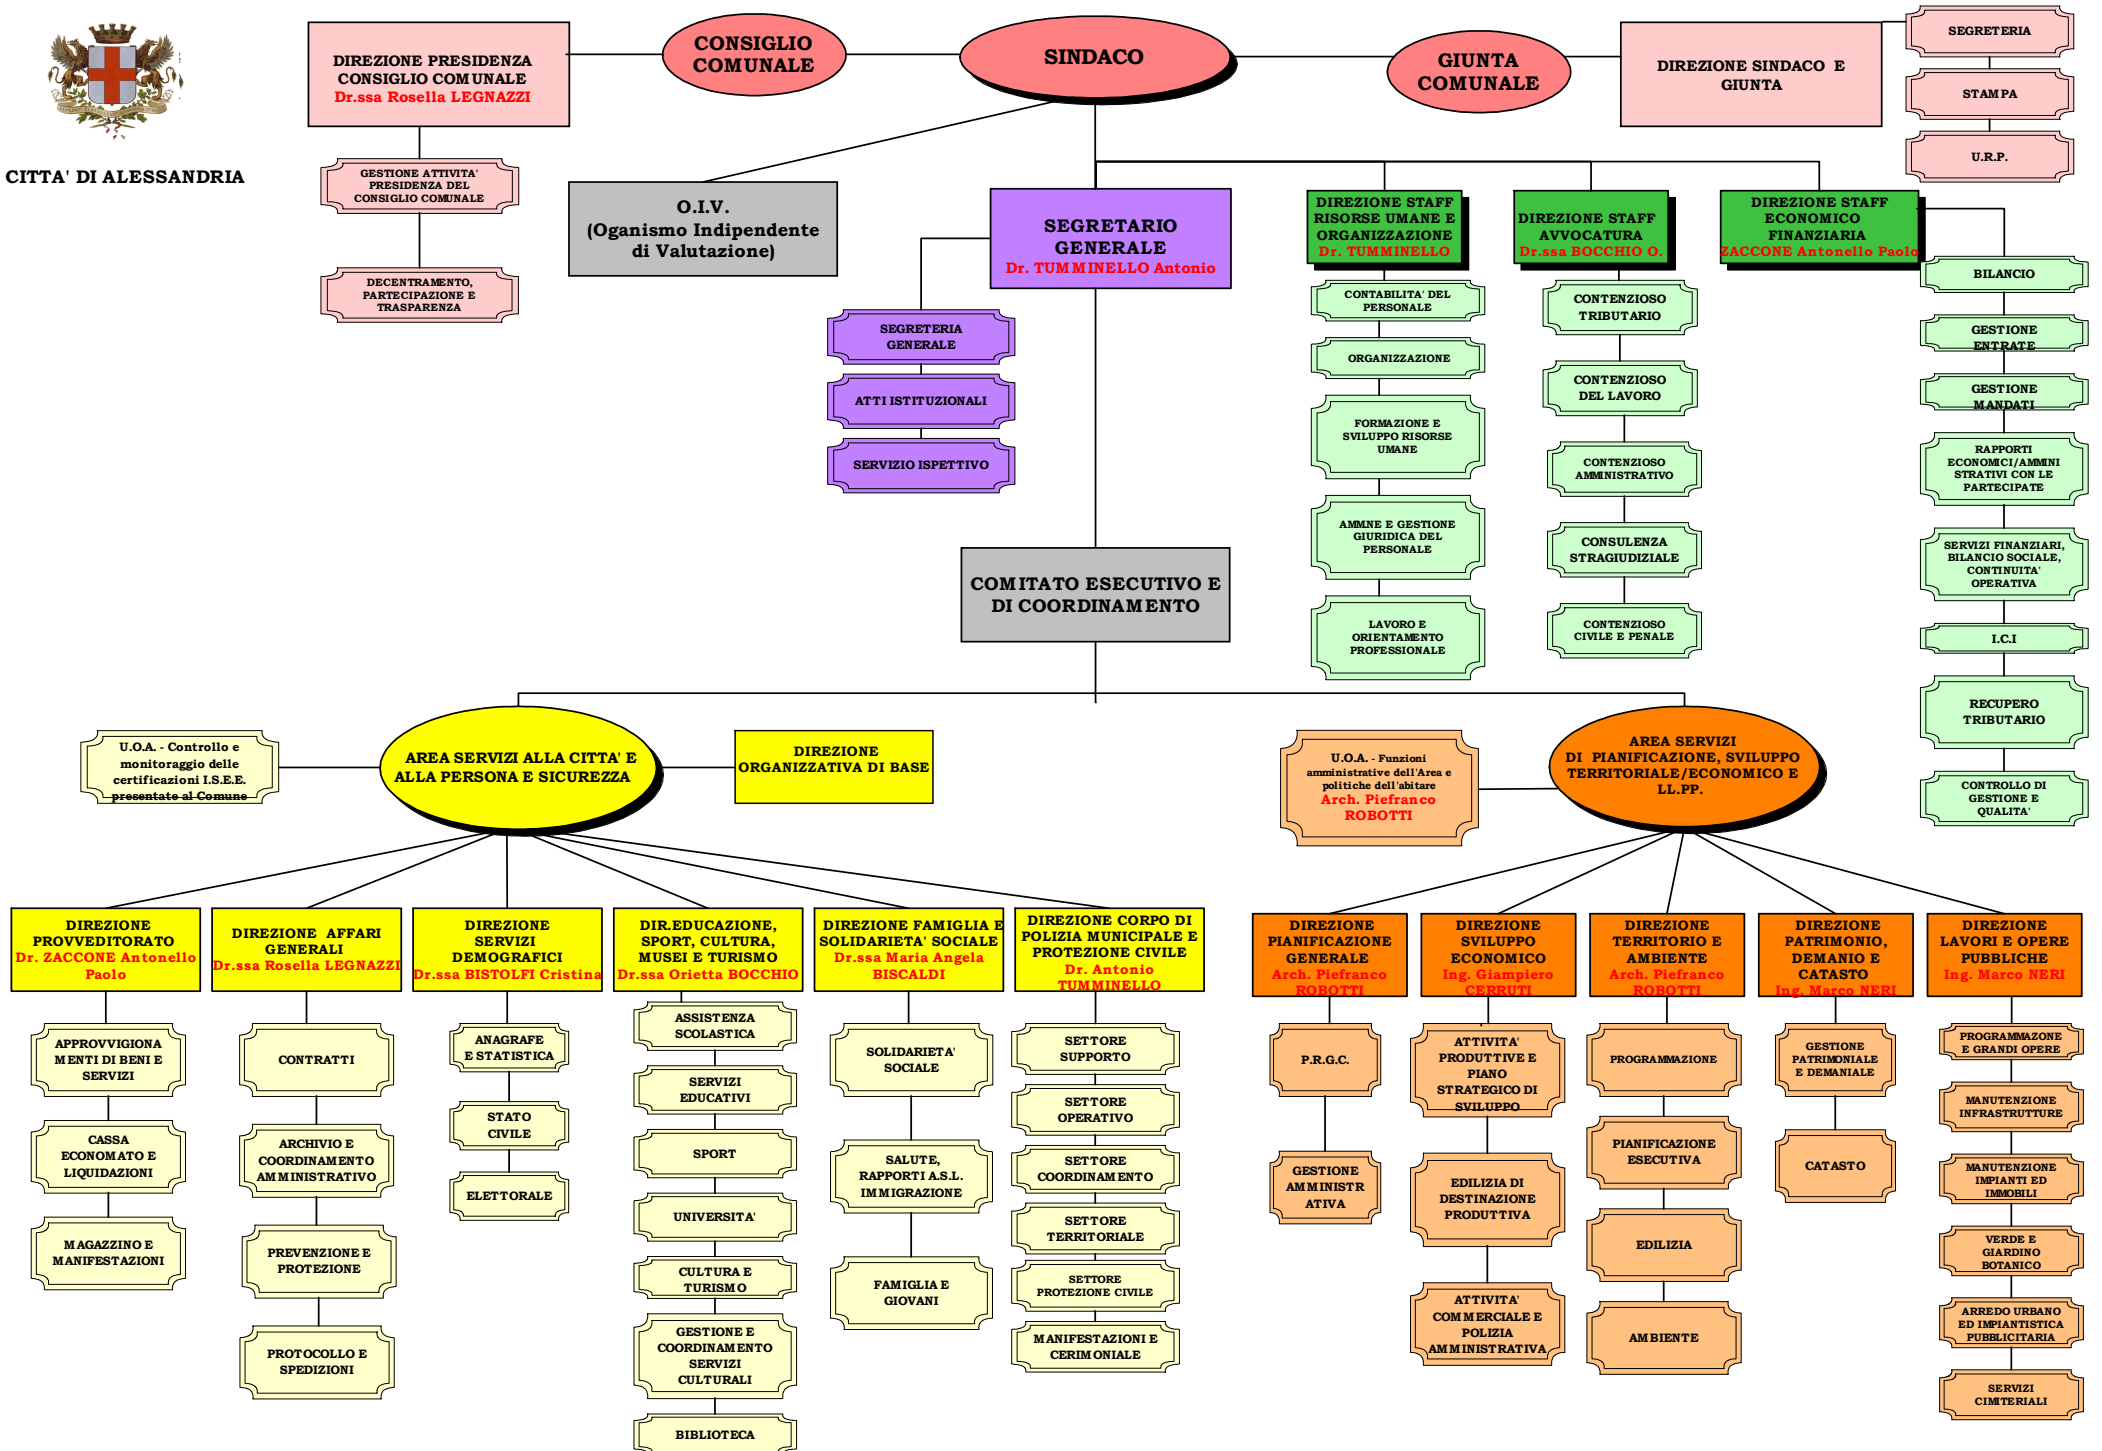 CITTA' DI ALESSANDRIA
DIREZIONE PRESIDENZA
CONSIGLIO COMUNALE
Dr.ssa Rosella LEGNAZZI
CONSIGLIO
COMUNALE
SINDACO
GIUNTA
COMUNALE
DIREZIONE SINDACO E
GIUNTA
SEGRETERIA
STAMPA
U.R.P.
GESTIONE ATTIVITA'
PRESIDENZA DEL
CONSIGLIO COMUNALE
DECENTRAMENTO,
PARTECIPAZIONE E
TRASPARENZA
O.I.V.
(Oganismo Indipendente
di Valutazione)
SEGRETARIO
GENERALE
Dr. TUMMINELLO Antonio
SEGRETERIA
GENERALE
ATTI ISTITUZIONALI
SERVIZIO ISPETTIVO
DIREZIONE STAFF
RISORSE UMANE E
ORGANIZZAZIONE
Dr. TUMMINELLO
CONTABILITA' DEL
PERSONALE
ORGANIZZAZIONE
FORMAZIONE E
SVILUPPO RISORSE
UMANE
AMMNE E GESTIONE
GIURIDICA DEL
PERSONALE
LAVORO E
ORIENTAMENTO
PROFESSIONALE
DIREZIONE STAFF
AVVOCATURA
Dr.ssa BOCCHIO O.
CONTENZIOSO
TRIBUTARIO
CONTENZIOSO
DEL LAVORO
CONTENZIOSO
AMMINISTRATIVO
CONSULENZA
STRAGIUDIZIALE
CONTENZIOSO
CIVILE E PENALE
DIREZIONE STAFF
ECONOMICO
FINANZIARIA
ZACCONE Antonello Paolo
BILANCIO
GESTIONE
ENTRATE
GESTIONE
MANDATI
RAPPORTI
ECONOMICI/AMMINI
STRATIVI CON LE
PARTECIPATE
SERVIZI FINANZIARI,
BILANCIO SOCIALE,
CONTINUITA'
OPERATIVA
I.C.I
RECUPERO
TRIBUTARIO
CONTROLLO DI
GESTIONE E
QUALITA'
COMITATO ESECUTIVO E
DI COORDINAMENTO
U.O.A. - Controllo e
monitoraggio delle
certificazioni I.S.E.E.
presentate al Comune
AREA SERVIZI ALLA CITTA' E
ALLA PERSONA E SICUREZZA
DIREZIONE
ORGANIZZATIVA DI BASE
U.O.A. - Funzioni
amministrative dell'Area e
politiche dell'abitare
Arch. Piefranco
ROBOTTI
AREA SERVIZI
DI PIANIFICAZIONE, SVILUPPO
TERRITORIALE/ECONOMICO E
LL.PP.
DIREZIONE
PROVVEDITORATO
Dr. ZACCONE Antonello
Paolo
APPROVVIGIONA
MENTI DI BENI E
SERVIZI
CASSA
ECONOMATO E
LIQUIDAZIONI
MAGAZZINO E
MANIFESTAZIONI
DIREZIONE AFFARI
GENERALI
Dr.ssa Rosella LEGNAZZI
CONTRATTI
ARCHIVIO E
COORDINAMENTO
AMMINISTRATIVO
PREVENZIONE E
PROTEZIONE
PROTOCOLLO E
SPEDIZIONI
DIREZIONE
SERVIZI
DEMOGRAFICI
Dr.ssa BISTOLFI Cristina
ANAGRAFE
E STATISTICA
STATO
CIVILE
ELETTORALE
DIR.EDUCAZIONE,
SPORT, CULTURA,
MUSEI E TURISMO
Dr.ssa Orietta BOCCHIO
ASSISTENZA
SCOLASTICA
SERVIZI
EDUCATIVI
SPORT
UNIVERSITA'
CULTURA E
TURISMO
GESTIONE E
COORDINAMENTO
SERVIZI
CULTURALI
BIBLIOTECA
DIREZIONE FAMIGLIA E
SOLIDARIETA' SOCIALE
Dr.ssa Maria Angela
BISCALDI
SOLIDARIETA'
SOCIALE
SALUTE,
RAPPORTI A.S.L.
IMMIGRAZIONE
FAMIGLIA E
GIOVANI
DIREZIONE CORPO DI
POLIZIA MUNICIPALE E
PROTEZIONE CIVILE
Dr. Antonio
TUMMINELLO
SETTORE
SUPPORTO
SETTORE
OPERATIVO
SETTORE
COORDINAMENTO
SETTORE
TERRITORIALE
SETTORE
PROTEZIONE CIVILE
MANIFESTAZIONI E
CERIMONIALE
DIREZIONE
PIANIFICAZIONE
GENERALE
Arch. Piefranco
ROBOTTI
P.R.G.C.
GESTIONE
AMMINISTR
ATIVA
DIREZIONE
SVILUPPO
ECONOMICO
Ing. Giampiero
CERRUTI
ATTIVITA'
PRODUTTIVE E
PIANO
STRATEGICO DI
SVILUPPO
EDILIZIA DI
DESTINAZIONE
PRODUTTIVA
ATTIVITA'
COMMERCIALE E
POLIZIA
AMMINISTRATIVA
DIREZIONE
TERRITORIO E
AMBIENTE
Arch. Piefranco
ROBOTTI
PROGRAMMAZIONE
PIANIFICAZIONE
ESECUTIVA
EDILIZIA
AMBIENTE
DIREZIONE
PATRIMONIO,
DEMANIO E
CATASTO
Ing. Marco NERI
GESTIONE
PATRIMONIALE
E DEMANIALE
CATASTO
DIREZIONE
LAVORI E OPERE
PUBBLICHE
Ing. Marco NERI
PROGRAMMAZONE
E GRANDI OPERE
MANUTENZIONE
INFRASTRUTTURE
MANUTENZIONE
IMPIANTI ED
IMMOBILI
VERDE E
GIARDINO
BOTANICO
ARREDO URBANO
ED IMPIANTISTICA
PUBBLICITARIA
SERVIZI
CIMITERIALI